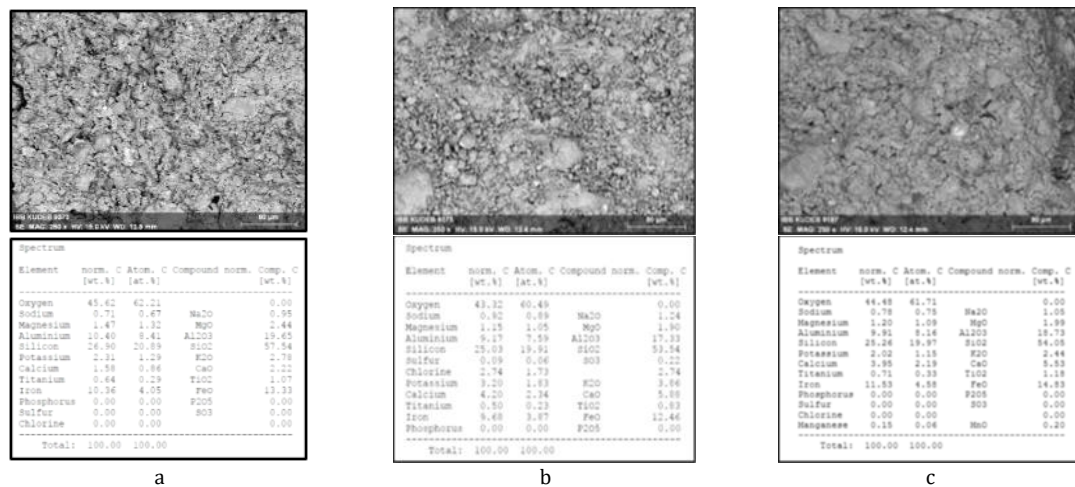 SE MAG: 250 x HV: 15.0 kV
80 µm
Spectrum
Element norm. C Atom. C Compound norm. Comp. C
[wt.%] [at.%] [wt.%]
Oxygen 45.62 62.21 0.00
Sodium 0.71 0.67 Na2O 0.95
Magnesium 1.47 1.32 MgO 2.44
Aluminium 10.40 8.41 Al2O3 19.65
Silicon 26.90 20.89 SiO2 57.54
Potassium 2.31 1.29 K2O 2.78
Calcium 1.58 0.86 CaO 2.22
Titanium 0.64 0.29 TiO2 1.07
Iron 10.36 4.05 FeO 13.33
Phosphorus 0.00 0.00 P2O5 0.00
Sulfur 0.00 0.00 SO3 0.00
Chlorine 0.00 0.00 0.00
Total: 100.00 100.00
a
Spectrum
Element norm. C Atom. C Compound norm. Comp. C
[wt.%] [at.%] [wt.%]
Oxygen 43.32 60.49 0.00
Sodium 0.92 0.89 Na2O 1.24
Magnesium 1.15 1.05 MgO 1.90
Aluminium 9.17 7.59 Al2O3 17.33
Silicon 25.03 19.91 SiO2 53.54
Sulfur 0.09 0.06 SO3 0.22
Chlorine 2.74 1.73 2.74
Potassium 3.20 1.83 K2O 3.86
Calcium 4.20 2.34 CaO 5.88
Titanium 0.50 0.23 TiO2 0.83
Iron 9.68 3.87 FeO 12.46
Phosphorus 0.00 0.00 P2O5 0.00
Total: 100.00 100.00
b
Spectrum
Element norm. C Atom. C Compound norm. Comp. C
[wt.%] [at.%] [wt.%]
Oxygen 44.48 61.71 0.00
Sodium 0.78 0.75 Na2O 1.05
Magnesium 1.20 1.09 MgO 1.99
Aluminium 9.91 8.16 Al2O3 18.73
Silicon 25.26 19.97 SiO2 54.05
Potassium 2.02 1.15 K2O 2.44
Calcium 3.95 2.19 CaO 5.53
Titanium 0.71 0.33 TiO2 1.18
Iron 11.53 4.58 FeO 14.83
Phosphorus 0.00 0.00 P2O5 0.00
Sulfur 0.00 0.00 SO3 0.00
Chlorine 0.00 0.00 0.00
Manganese 0.15 0.06 MnO 0.20
Total: 100.00 100.00
c